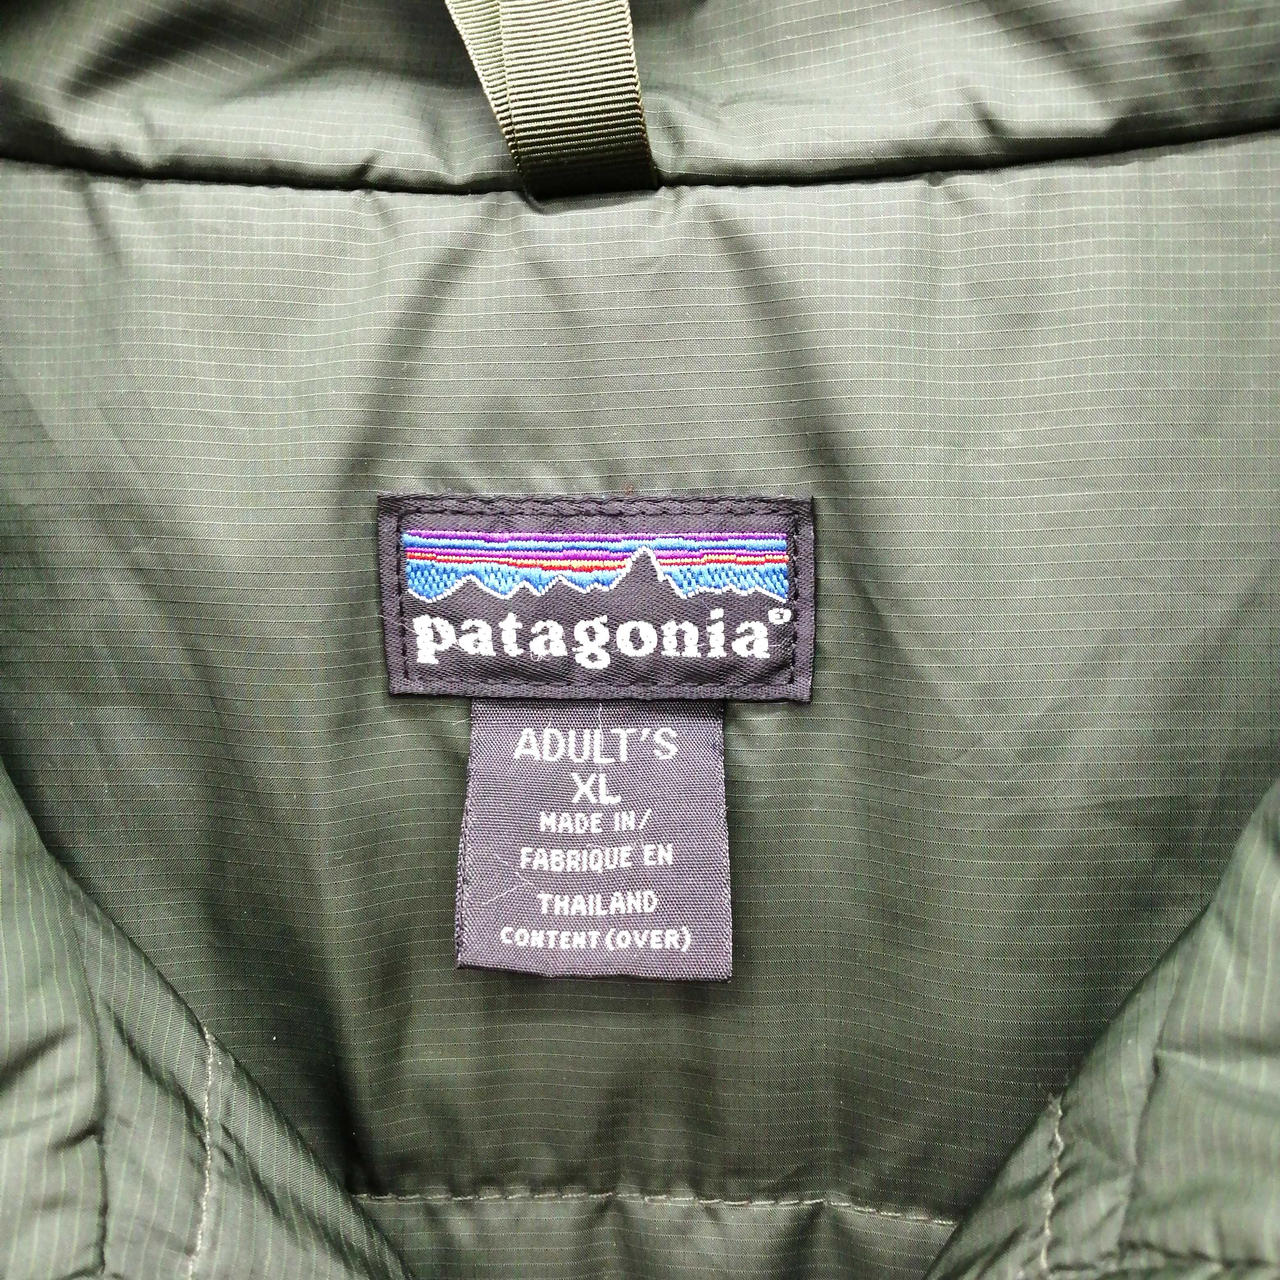 patagonia®
ADULT'S
XL
MADE IN/
FABRIQUE EN
THAILAND
CONTENT (OVER)